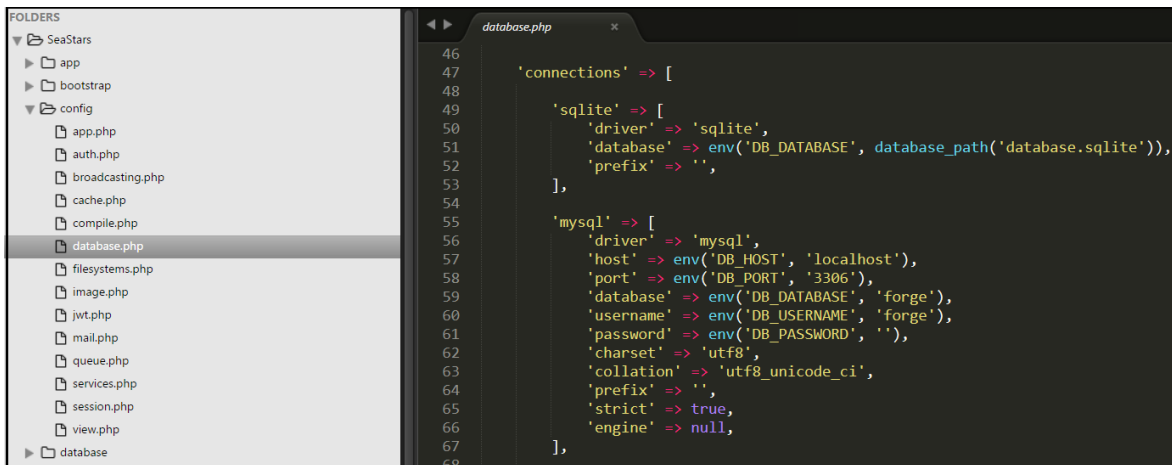 FOLDERS
SeaStars
app
bootstrap
config
app.php
auth.php
broadcasting.php
cache.php
compile.php
database.php
filesystems.php
image.php
jwt.php
mail.php
queue.php
services.php
session.php
view.php
database
database.php ×
46
47 'connections' => [
48
49 'sqlite' => [
50 'driver' => 'sqlite',
51 'database' => env('DB_DATABASE', database_path('database.sqlite')),
52 'prefix' => '',
53 ],
54
55 'mysql' => [
56 'driver' => 'mysql',
57 'host' => env('DB_HOST', 'localhost'),
58 'port' => env('DB_PORT', '3306'),
59 'database' => env('DB_DATABASE', 'forge'),
60 'username' => env('DB_USERNAME', 'forge'),
61 'password' => env('DB_PASSWORD', ''),
62 'charset' => 'utf8',
63 'collation' => 'utf8_unicode_ci',
64 'prefix' => '',
65 'strict' => true,
66 'engine' => null,
67 ],
68